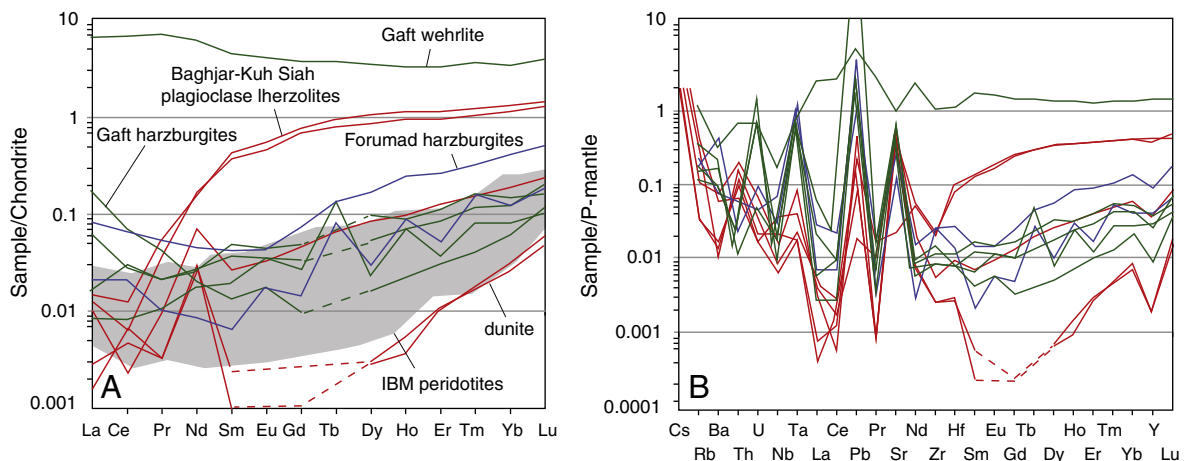 10
1
0.1
0.01
0.001
Sample/Chondrite
Gaft wehrlite
Baghjar-Kuh Siah
plagioclase lherzolites
Gaft harzburgites
Forumad harzburgites
dunite
IBM peridotites
A
La Ce Pr Nd Sm Eu Gd Tb Dy Ho Er Tm Yb Lu
10
1
0.1
0.01
0.001
0.0001
Sample/P-mantle
B
Cs Ba U Ta Ce Pr Nd Hf Eu Tb Ho Tm Y
Rb Th Nb La Pb Sr Zr Sm Gd Dy Er Yb Lu